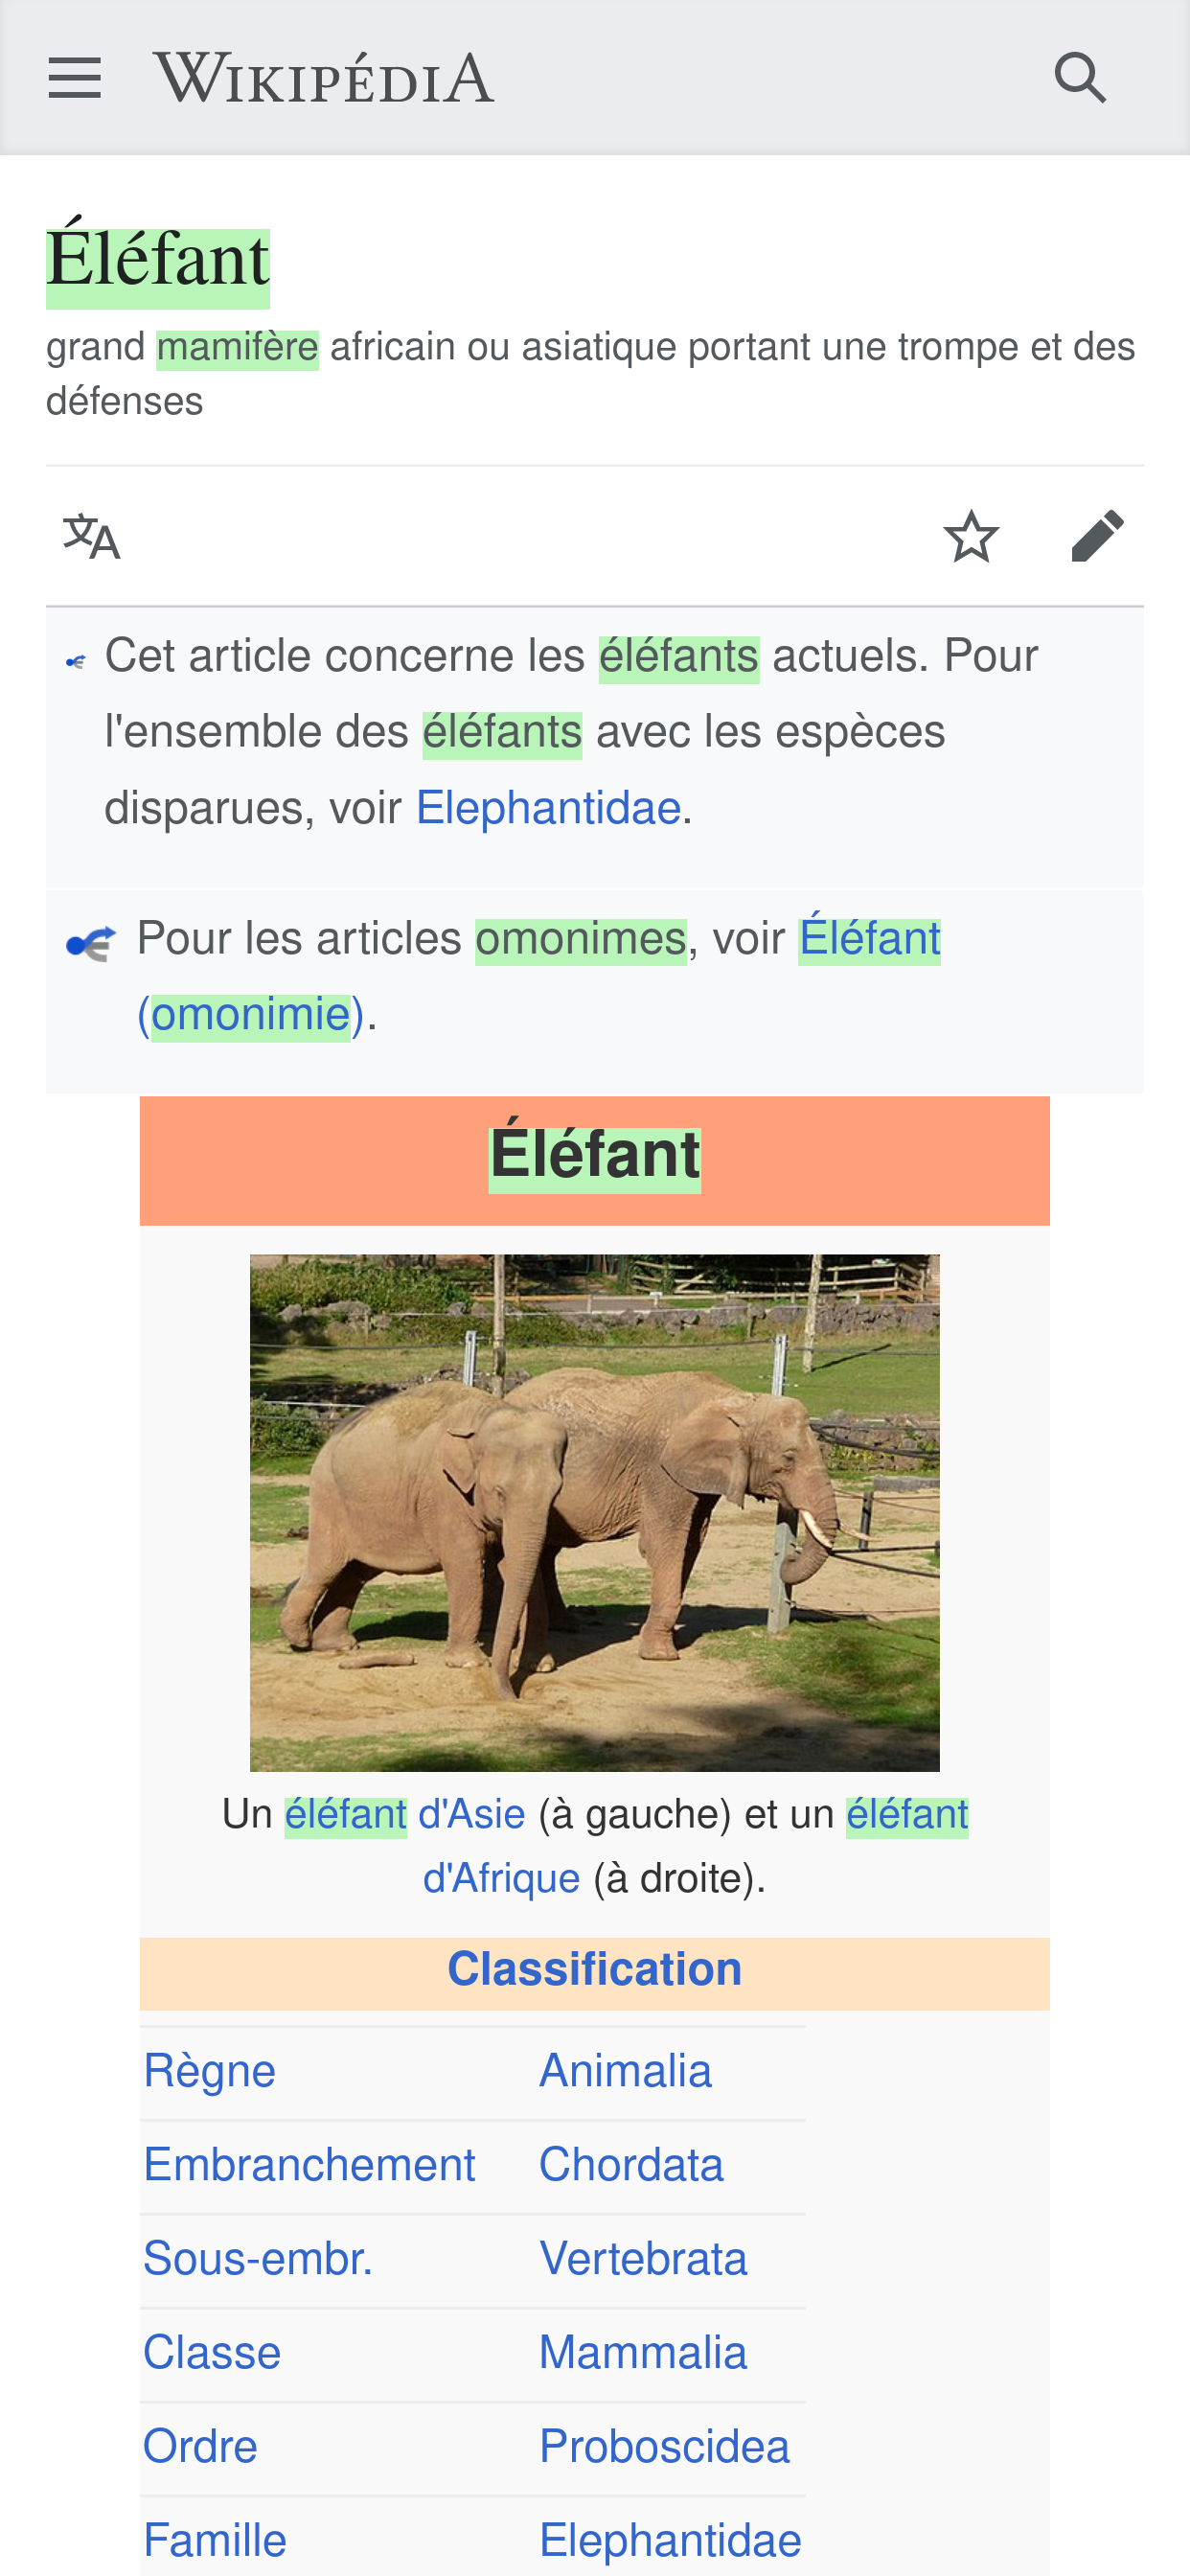 WIKIPÉDIA
Éléfant
grand mamifère africain ou asiatique portant une trompe et des
défenses
文A
Cet article concerne les éléfants actuels. Pour
l'ensemble des éléfants avec les espèces
disparues, voir Elephantidae.
Pour les articles omonimes, voir Éléfant
(omonimie).
Éléfant
Un éléfant d'Asie (à gauche) et un éléfant
d'Afrique (à droite).
Classification
Règne Animalia
Embranchement Chordata
Sous-embr. Vertebrata
Classe Mammalia
Ordre Proboscidea
Famille Elephantidae